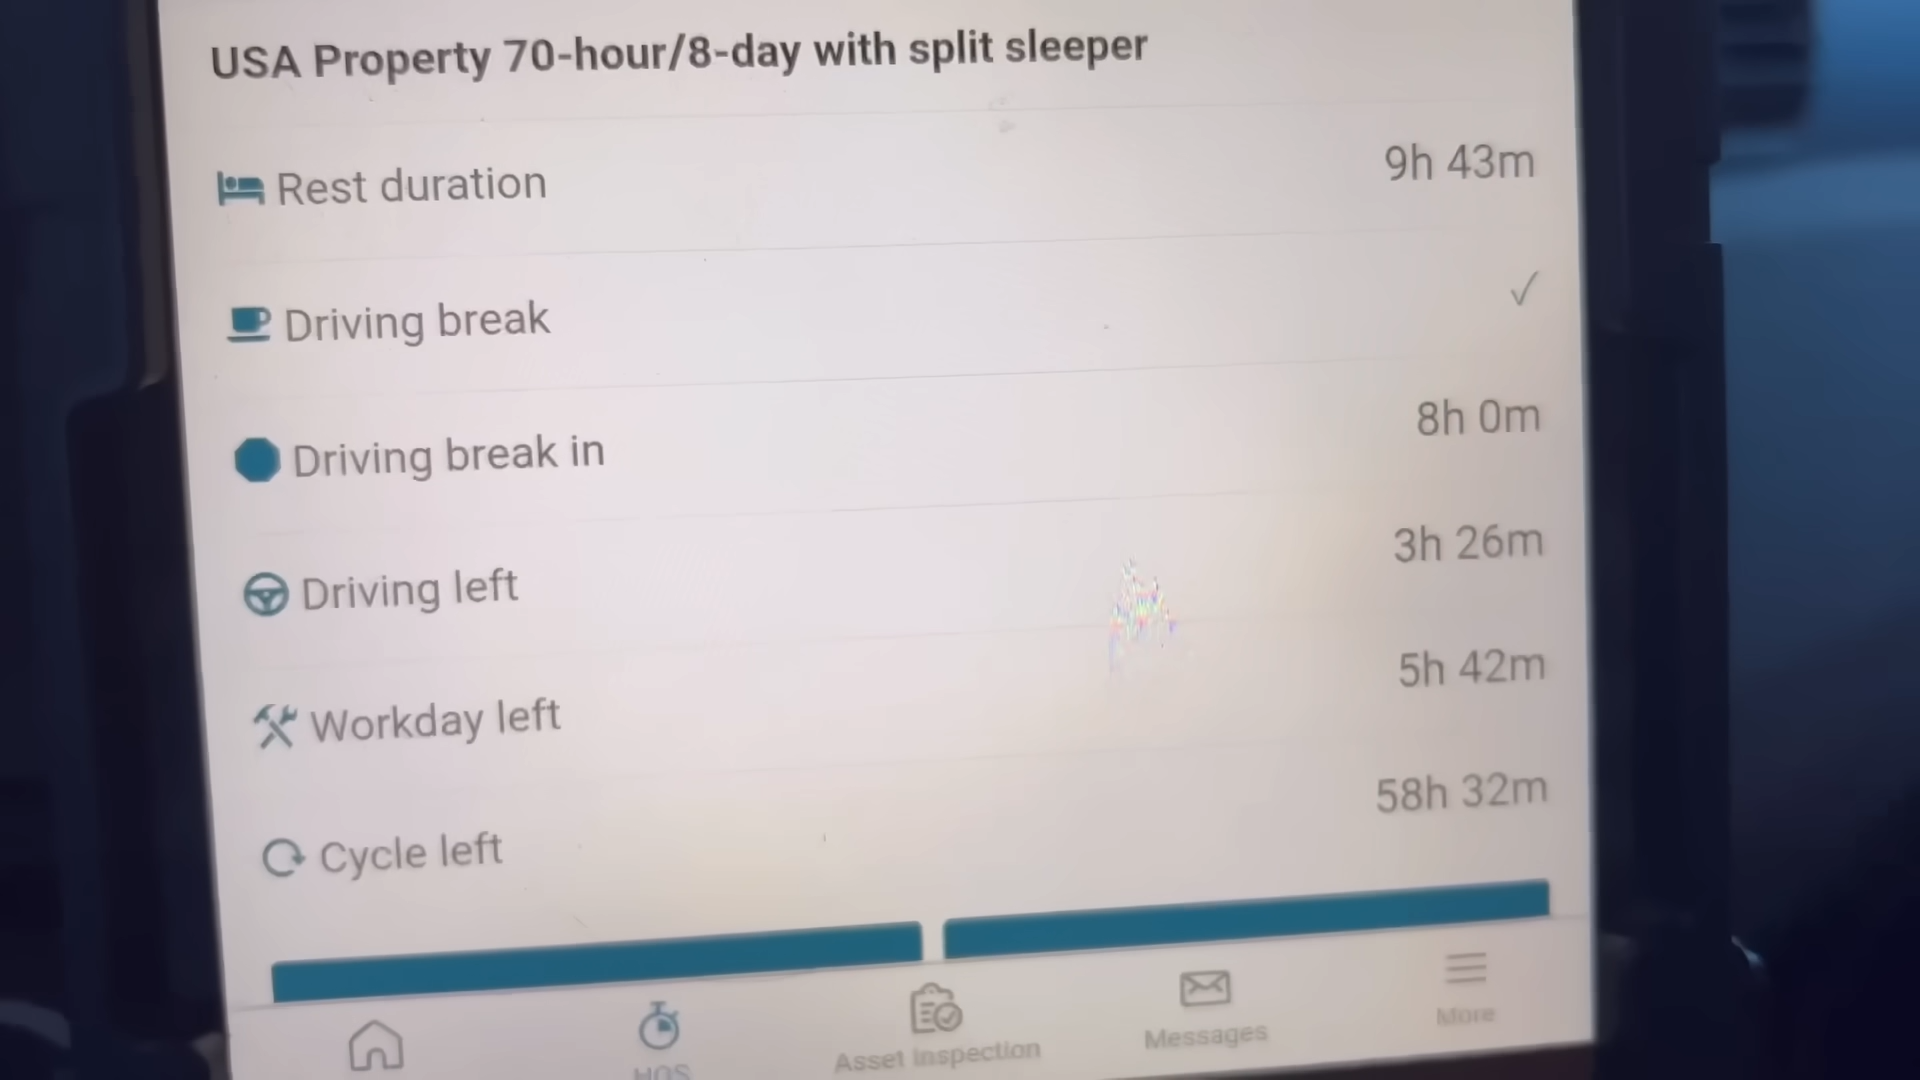 USA Property 70-hour/8-day with split sleeper
Rest duration 9h 43m
Driving break ✓
Driving break in 8h 0m
Driving left 3h 26m
Workday left 5h 42m
Cycle left 58h 32m
HOS
Asset Inspection
Messages
More